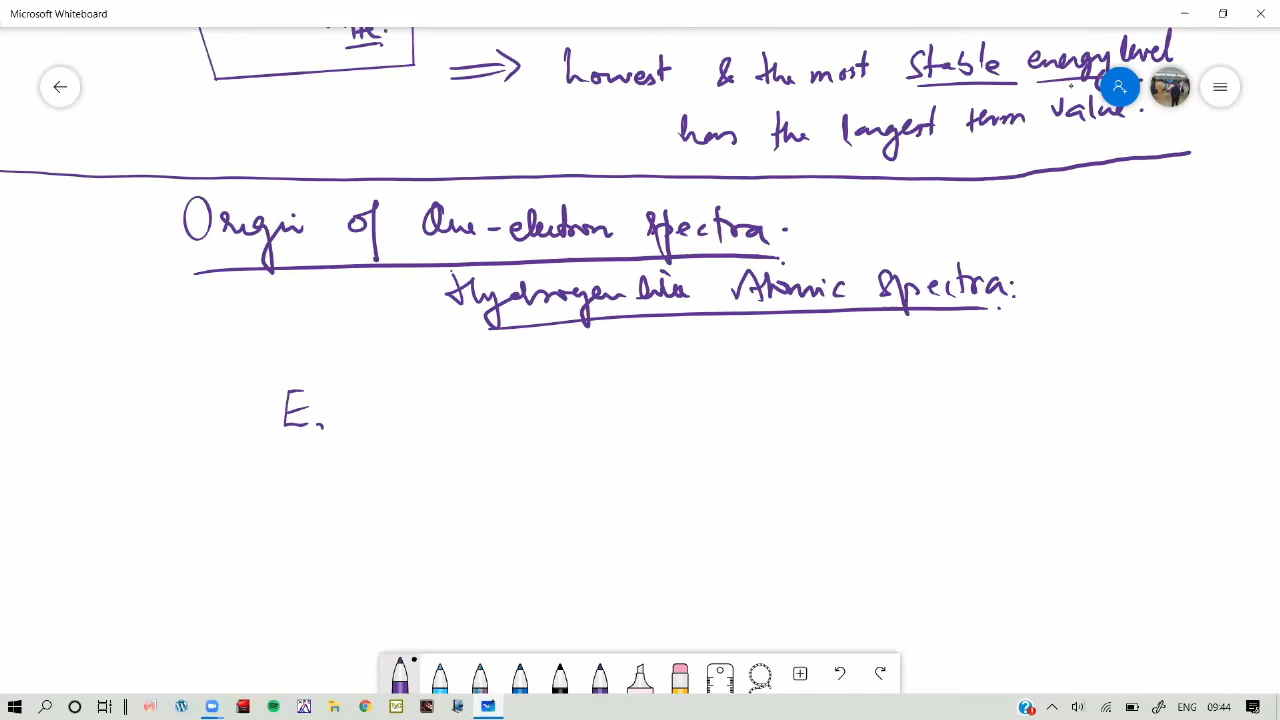 Microsoft Whiteboard
hc.
⇒ Lowest & the most stable energy level
has the largest term value.
Origin of One-electron spectra.
Hydrogen like Atomic spectra:
E,
ENG 09:44